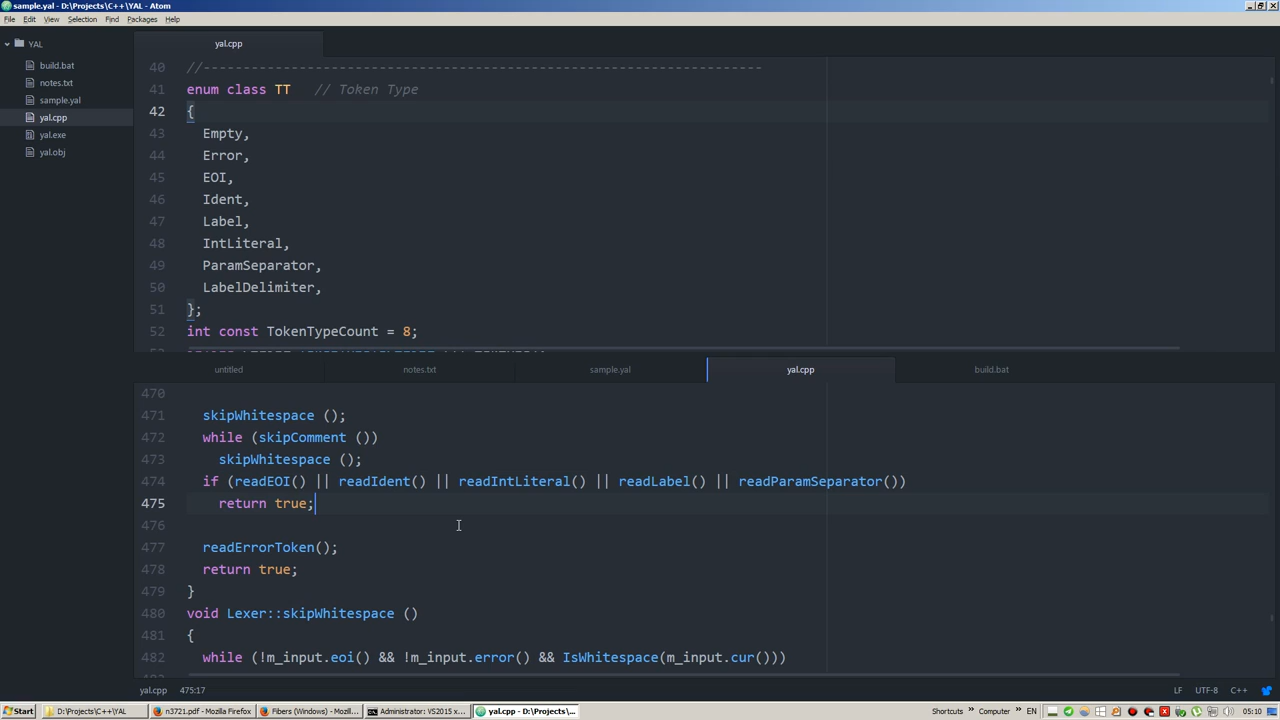 sample.yal - D:\Projects\C++\YAL - Atom
File Edit View Selection Find Packages Help
YAL
build.bat
notes.txt
sample.yal
yal.cpp
yal.exe
yal.obj
yal.cpp
40 //----------------------------------------------------------------------
41 enum class TT // Token Type
42 {
43 Empty,
44 Error,
45 EOI,
46 Ident,
47 Label,
48 IntLiteral,
49 ParamSeparator,
50 LabelDelimiter,
51 };
52 int const TokenTypeCount = 8;
untitled notes.txt sample.yal yal.cpp build.bat
470
471 skipWhitespace ();
472 while (skipComment ())
473 skipWhitespace ();
474 if (readEOI() || readIdent() || readIntLiteral() || readLabel() || readParamSeparator())
475 return true;
476
477 readErrorToken();
478 return true;
479 }
480 void Lexer::skipWhitespace ()
481 {
482 while (!m_input.eoi() && !m_input.error() && IsWhitespace(m_input.cur()))
yal.cpp 475:17 LF UTF-8 C++
Start D:\Projects\C++\YAL n3721.pdf - Mozilla Firefox Fibers (Windows) - Mozill... Administrator: VS2015 x... yal.cpp - D:\Projects\... Shortcuts » Computer » EN 05:10